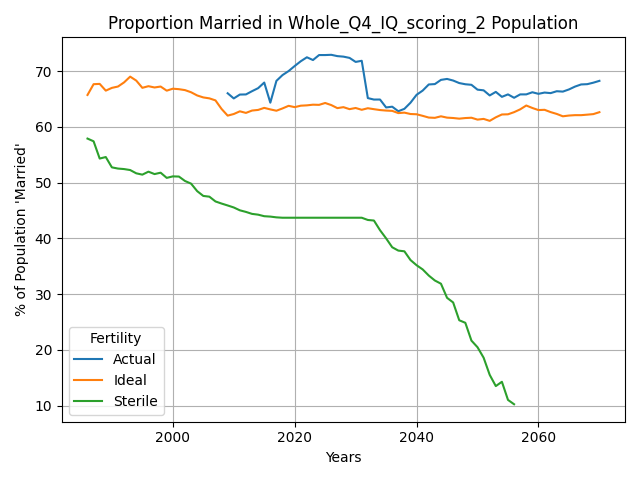 Proportion Married in Whole_Q4_IQ_scoring_2 Population
% of Population 'Married'
70
60
50
40
30
20
10
Fertility
Actual
Ideal
Sterile
2000
2020
2040
2060
Years